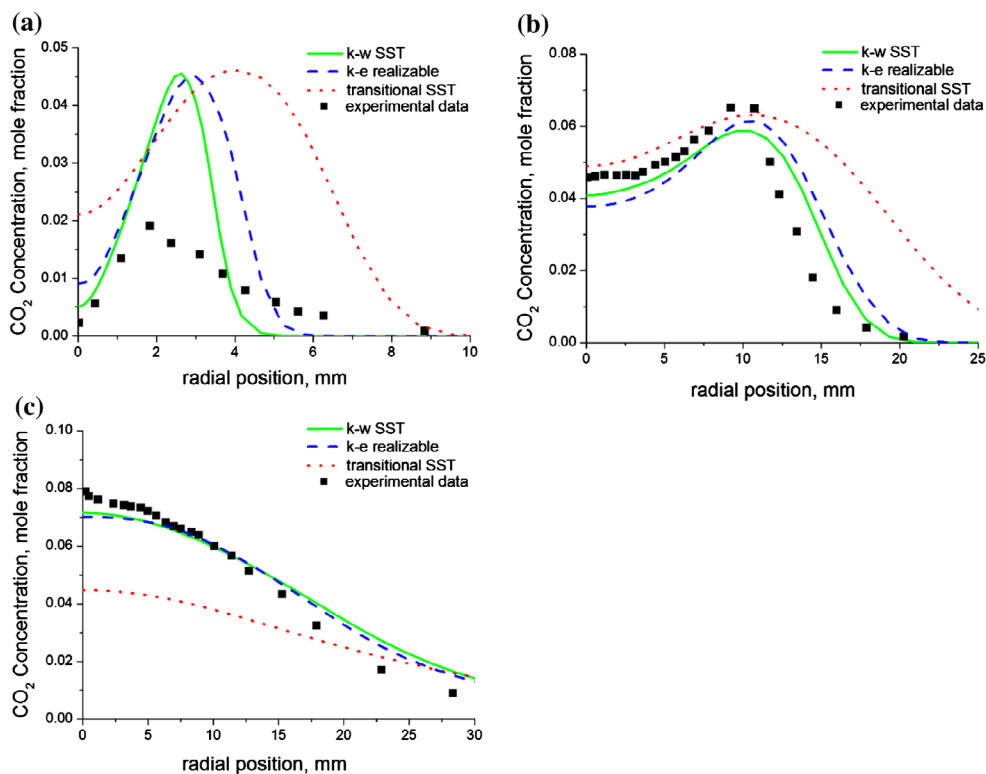 (a)
k-w SST
k-e realizable
transitional SST
experimental data
CO2 Concentration, mole fraction
0.05
0.04
0.03
0.02
0.01
0.00
0 2 4 6 8 10
radial position, mm
(b)
k-w SST
k-e realizable
transitional SST
experimental data
CO2 Concentration, mole fraction
0.08
0.06
0.04
0.02
0.00
0 5 10 15 20 25
radial position, mm
(c)
k-w SST
k-e realizable
transitional SST
experimental data
CO2 Concentration, mole fraction
0.10
0.08
0.06
0.04
0.02
0.00
0 5 10 15 20 25 30
radial position, mm